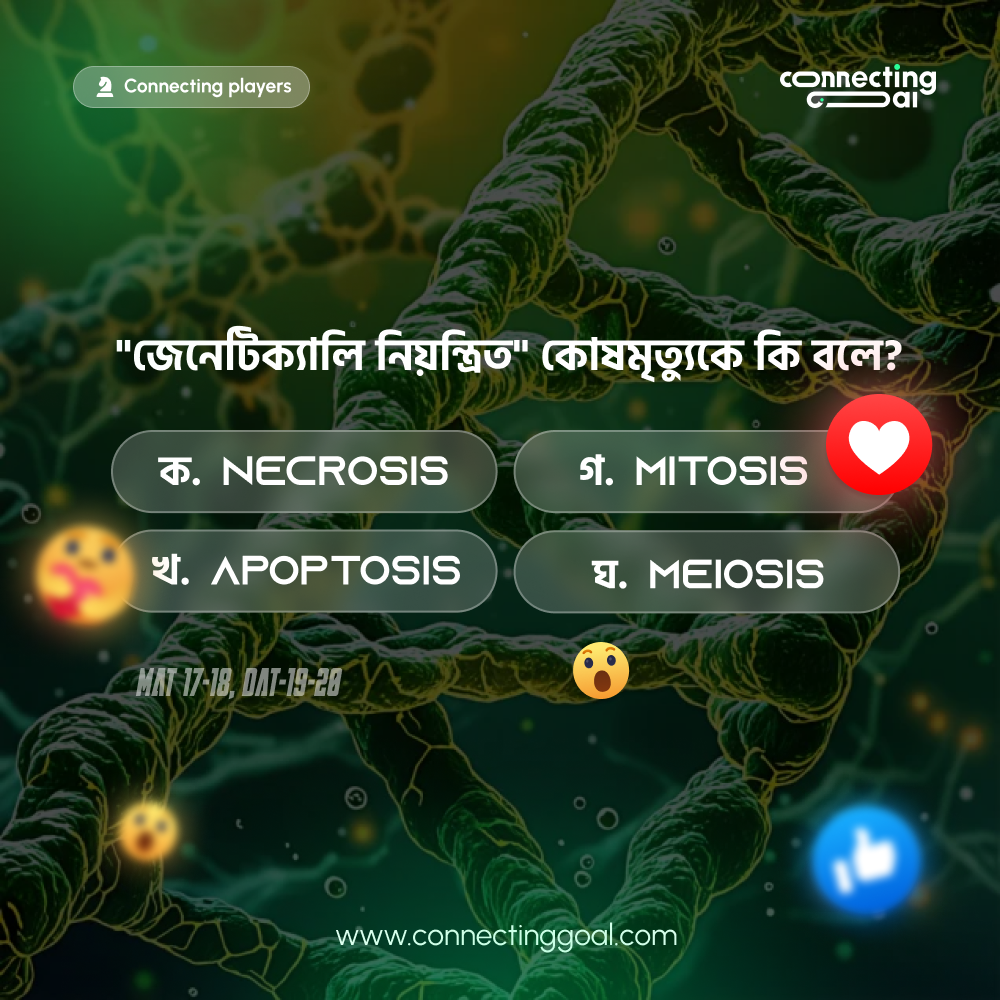 Connecting players
connecting
Goal
"জেনেটিক্যালি নিয়ন্ত্রিত" কোষমৃত্যুকে কি বলে?
ক. NECROSIS
গ. MITOSIS
খ. APOPTOSIS
ঘ. MEIOSIS
MAT 17-18, DAT-19-20
www.connectinggoal.com